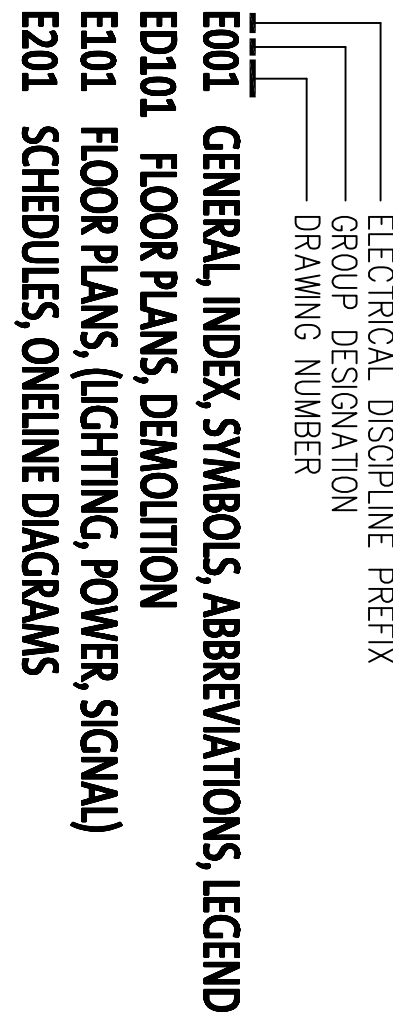 ELECTRICAL DISCIPLINE PREFIX
GROUP DESIGNATION
DRAWING NUMBER
E001 GENERAL, INDEX, SYMBOLS, ABBREVIATIONS, LEGEND
ED101 FLOOR PLANS, DEMOLITION
E101 FLOOR PLANS, (LIGHTING, POWER, SIGNAL)
E201 SCHEDULES, ONELINE DIAGRAMS